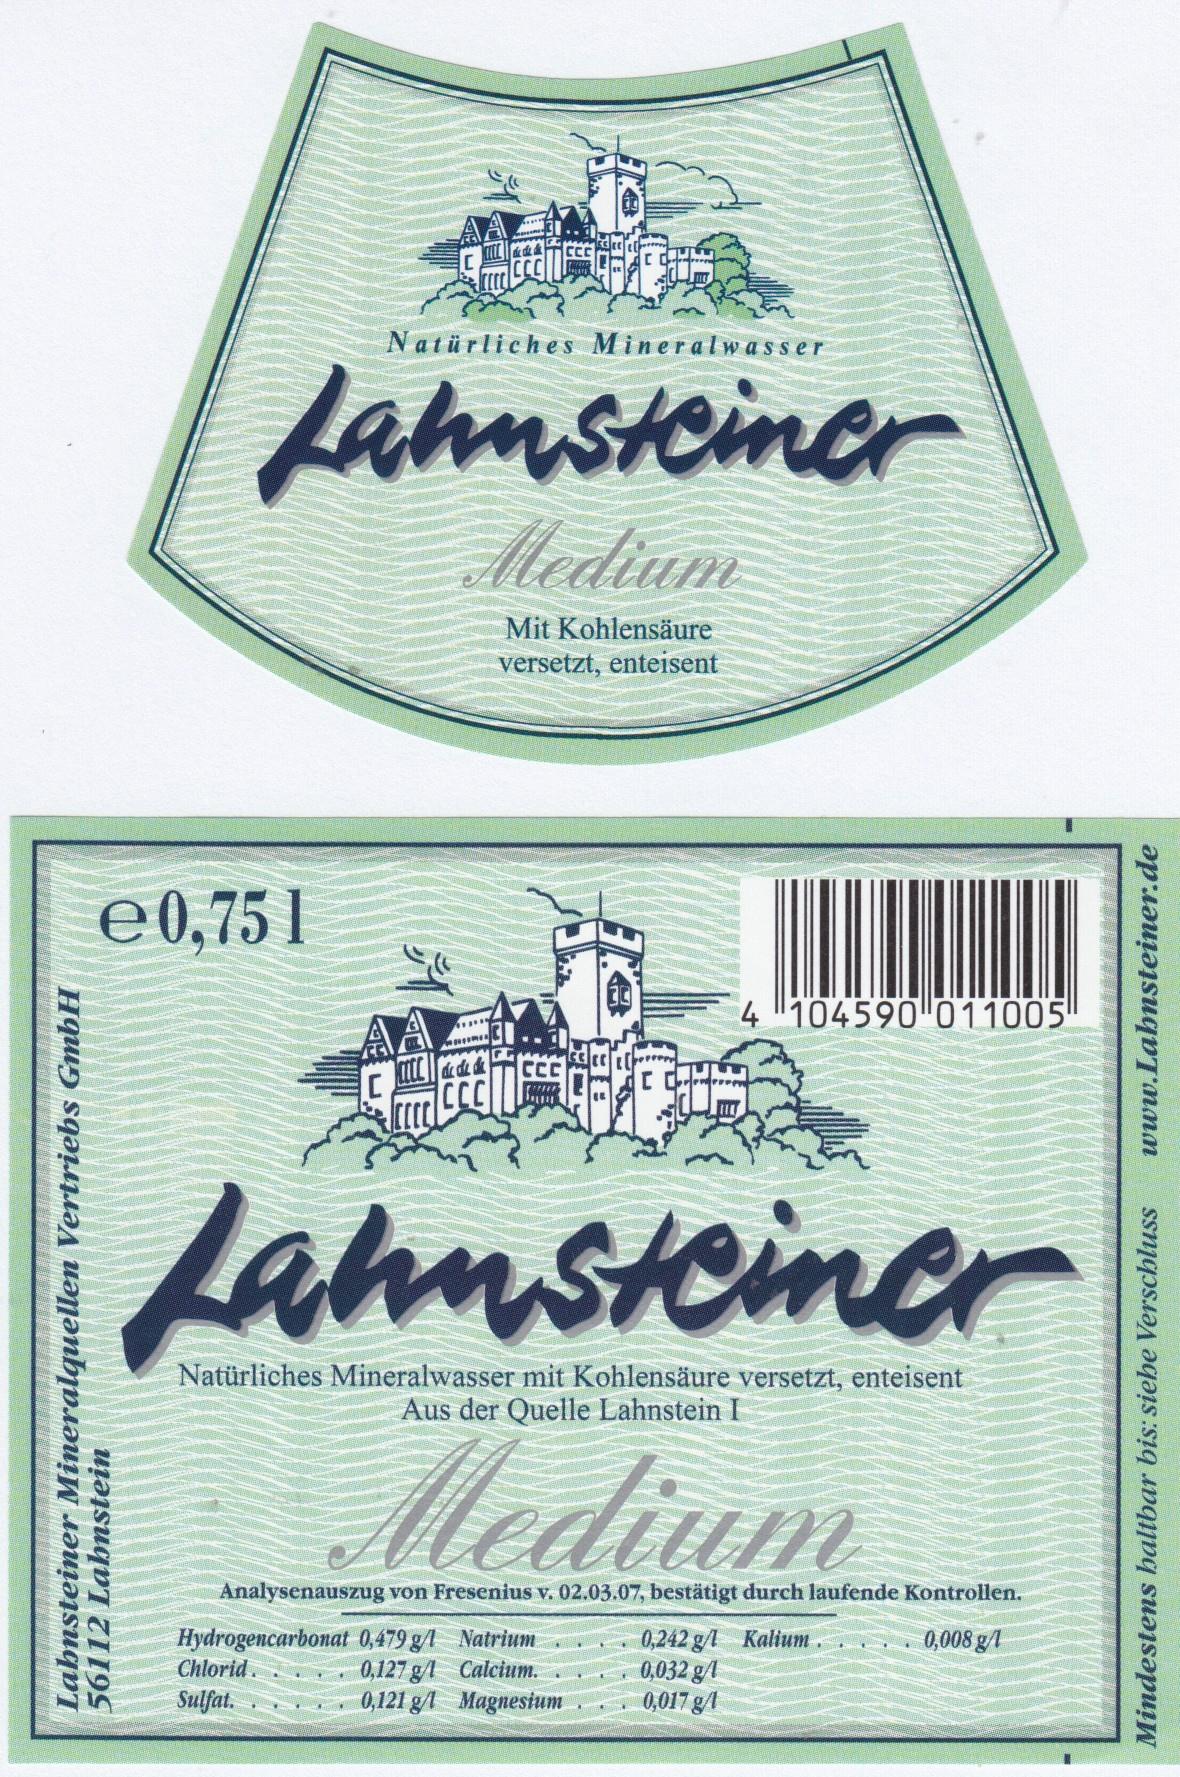 Natürliches Mineralwasser
Lahnsteiner
Medium
Mit Kohlensäure
versetzt, enteisent
e 0,75 l
4 104590 011005
Lahnsteiner
Natürliches Mineralwasser mit Kohlensäure versetzt, enteisent
Aus der Quelle Lahnstein I
Medium
Analysenauszug von Fresenius v. 02.03.07, bestätigt durch laufende Kontrollen.
Hydrogencarbonat 0,479 g/l Natrium . . . . 0,242 g/l Kalium . . . . . 0,008 g/l
Chlorid . . . . . 0,127 g/l Calcium. . . . . 0,032 g/l
Sulfat. . . . . . 0,121 g/l Magnesium . . . 0,017 g/l
Lahnsteiner Mineralquellen Vertriebs GmbH
56112 Lahnstein
Mindestens haltbar bis: siehe Verschluss www.Lahnsteiner.de